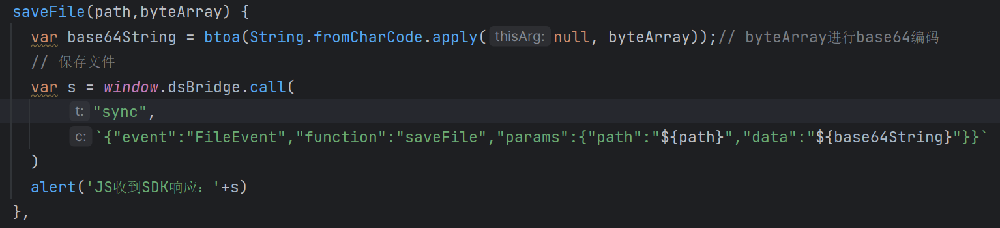 saveFile(path,byteArray) {
var base64String = btoa(String.fromCharCode.apply( thisArg: null, byteArray));// byteArray进行base64编码
// 保存文件
var s = window.dsBridge.call(
t: "sync",
c: `{"event":"FileEvent","function":"saveFile","params":{"path":"${path}","data":"${base64String}"}}`
)
alert('JS收到SDK响应：'+s)
},